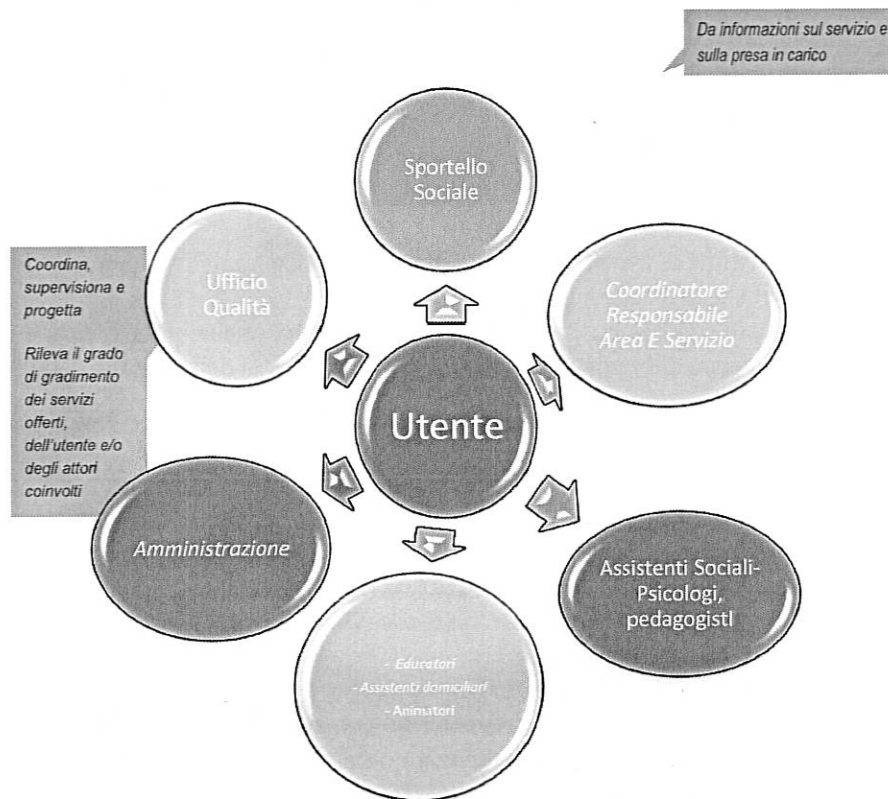 Da informazioni sul servizio e
sulla presa in carico
Sportello
Sociale
Coordina,
supervisiona e
progetta
Rileva il grado
di gradimento
dei servizi
offerti,
dell'utente e/o
degli attori
coinvolti
Ufficio
Qualità
Coordinatore
Responsabile
Area E Servizio
Utente
Amministrazione
Assistenti Sociali-
Psicologi,
pedagogistI
- Educatori
- Assistenti domiciliari
- Animatori